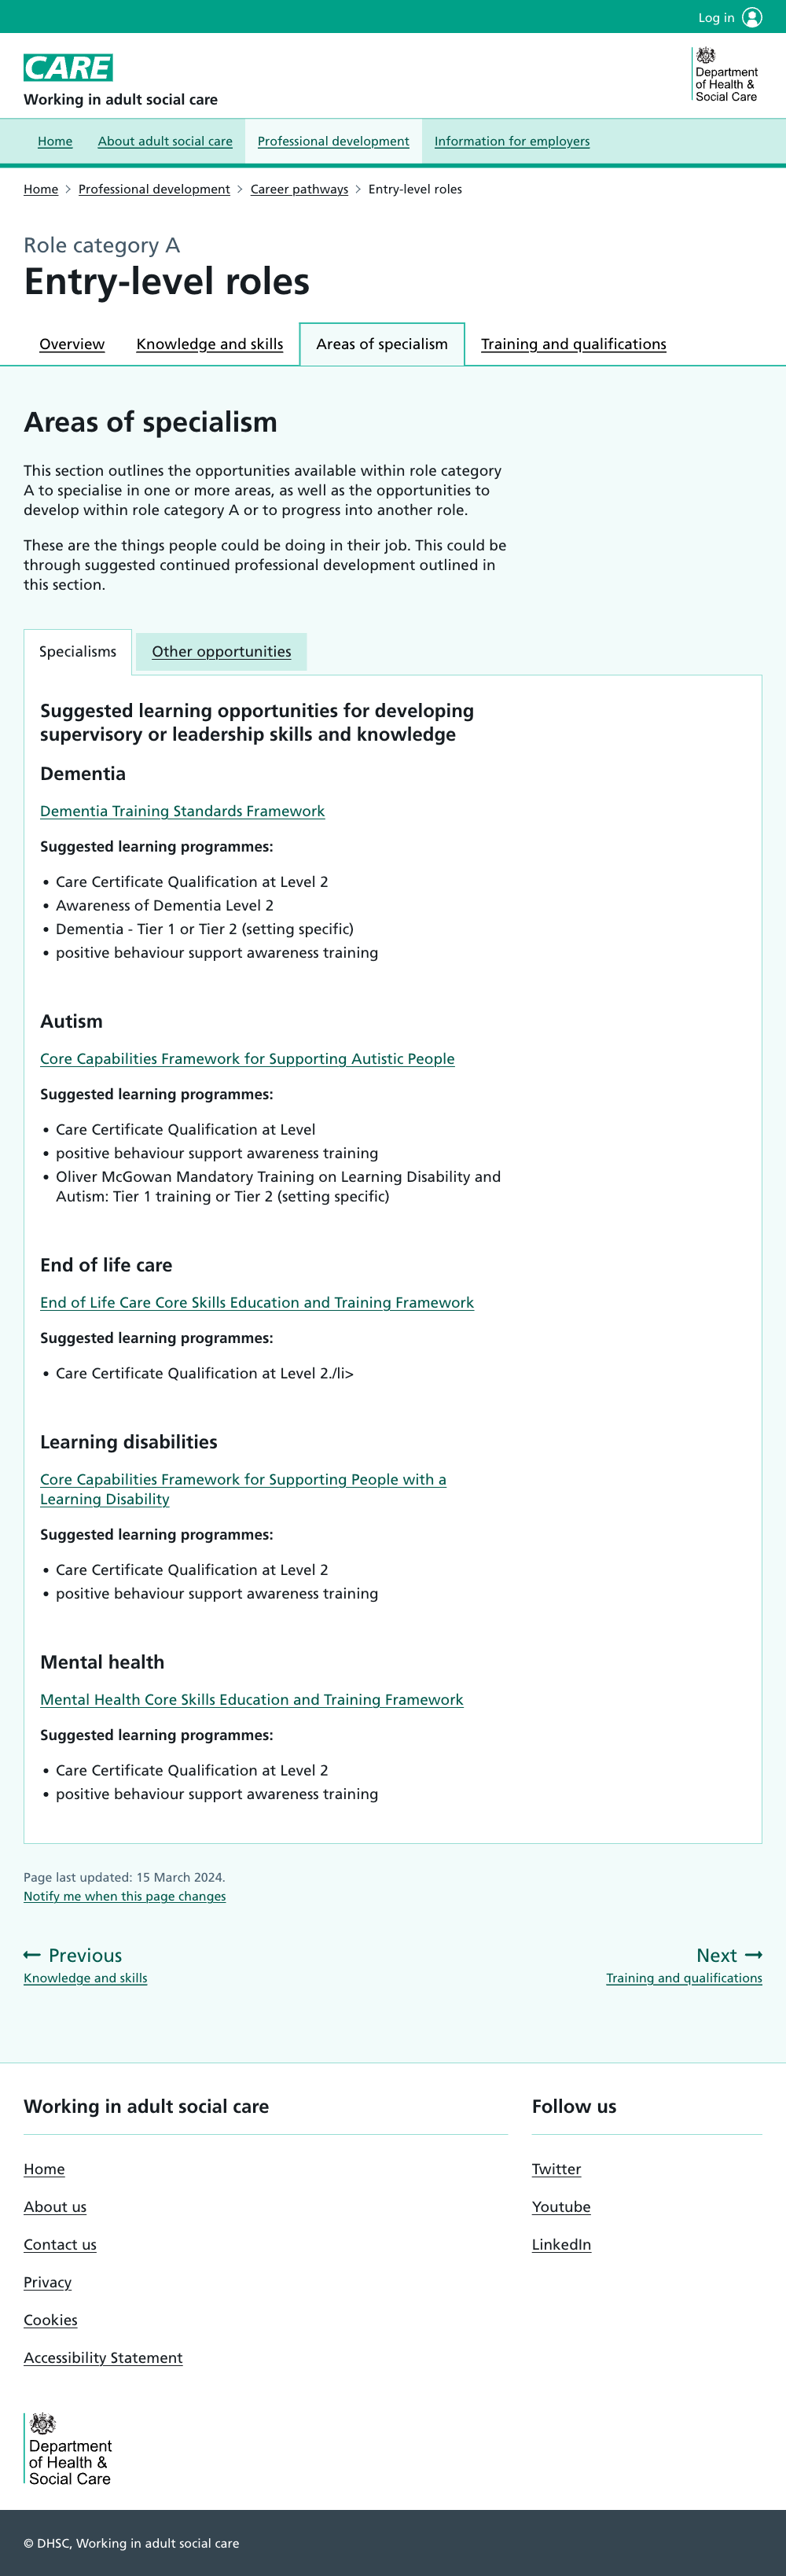 Log in
CARE
Working in adult social care
Department
of Health &
Social Care
Home About adult social care Professional development Information for employers
Home Professional development Career pathways Entry-level roles
Role category A
Entry-level roles
Overview Knowledge and skills Areas of specialism Training and qualifications
Areas of specialism
This section outlines the opportunities available within role category
A to specialise in one or more areas, as well as the opportunities to
develop within role category A or to progress into another role.
These are the things people could be doing in their job. This could be
through suggested continued professional development outlined in
this section.
Specialisms Other opportunities
Suggested learning opportunities for developing
supervisory or leadership skills and knowledge
Dementia
Dementia Training Standards Framework
Suggested learning programmes:
• Care Certificate Qualification at Level 2
• Awareness of Dementia Level 2
• Dementia - Tier 1 or Tier 2 (setting specific)
• positive behaviour support awareness training
Autism
Core Capabilities Framework for Supporting Autistic People
Suggested learning programmes:
• Care Certificate Qualification at Level
• positive behaviour support awareness training
• Oliver McGowan Mandatory Training on Learning Disability and
Autism: Tier 1 training or Tier 2 (setting specific)
End of life care
End of Life Care Core Skills Education and Training Framework
Suggested learning programmes:
• Care Certificate Qualification at Level 2./li>
Learning disabilities
Core Capabilities Framework for Supporting People with a
Learning Disability
Suggested learning programmes:
• Care Certificate Qualification at Level 2
• positive behaviour support awareness training
Mental health
Mental Health Core Skills Education and Training Framework
Suggested learning programmes:
• Care Certificate Qualification at Level 2
• positive behaviour support awareness training
Page last updated: 15 March 2024.
Notify me when this page changes
Previous
Knowledge and skills
Next
Training and qualifications
Working in adult social care
Home
About us
Contact us
Privacy
Cookies
Accessibility Statement
Follow us
Twitter
Youtube
LinkedIn
Department
of Health &
Social Care
© DHSC, Working in adult social care